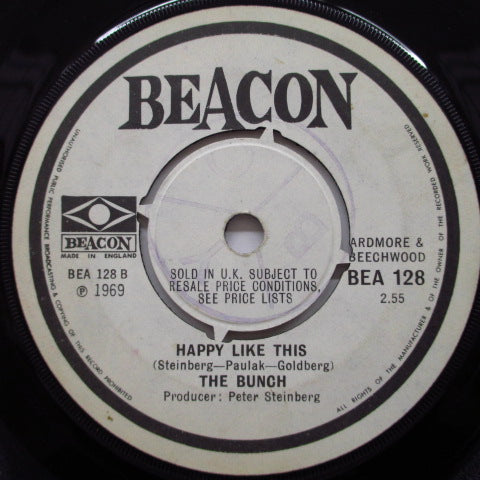 BEACON
BEACON
MADE IN ENGLAND
BEA 128 B
℗ 1969
SOLD IN U.K. SUBJECT TO
RESALE PRICE CONDITIONS,
SEE PRICE LISTS
ARDMORE &
BEECHWOOD
BEA 128
2.55
HAPPY LIKE THIS
(Steinberg—Paulak—Goldberg)
THE BUNCH
Producer: Peter Steinberg
UNAUTHORISED PUBLIC PERFORMANCE BROADCASTING AND COPYING OF THIS RECORD PROHIBITED
ALL RIGHTS OF THE MANUFACTURER & OF THE OWNER OF THE RECORDED WORK RESERVED